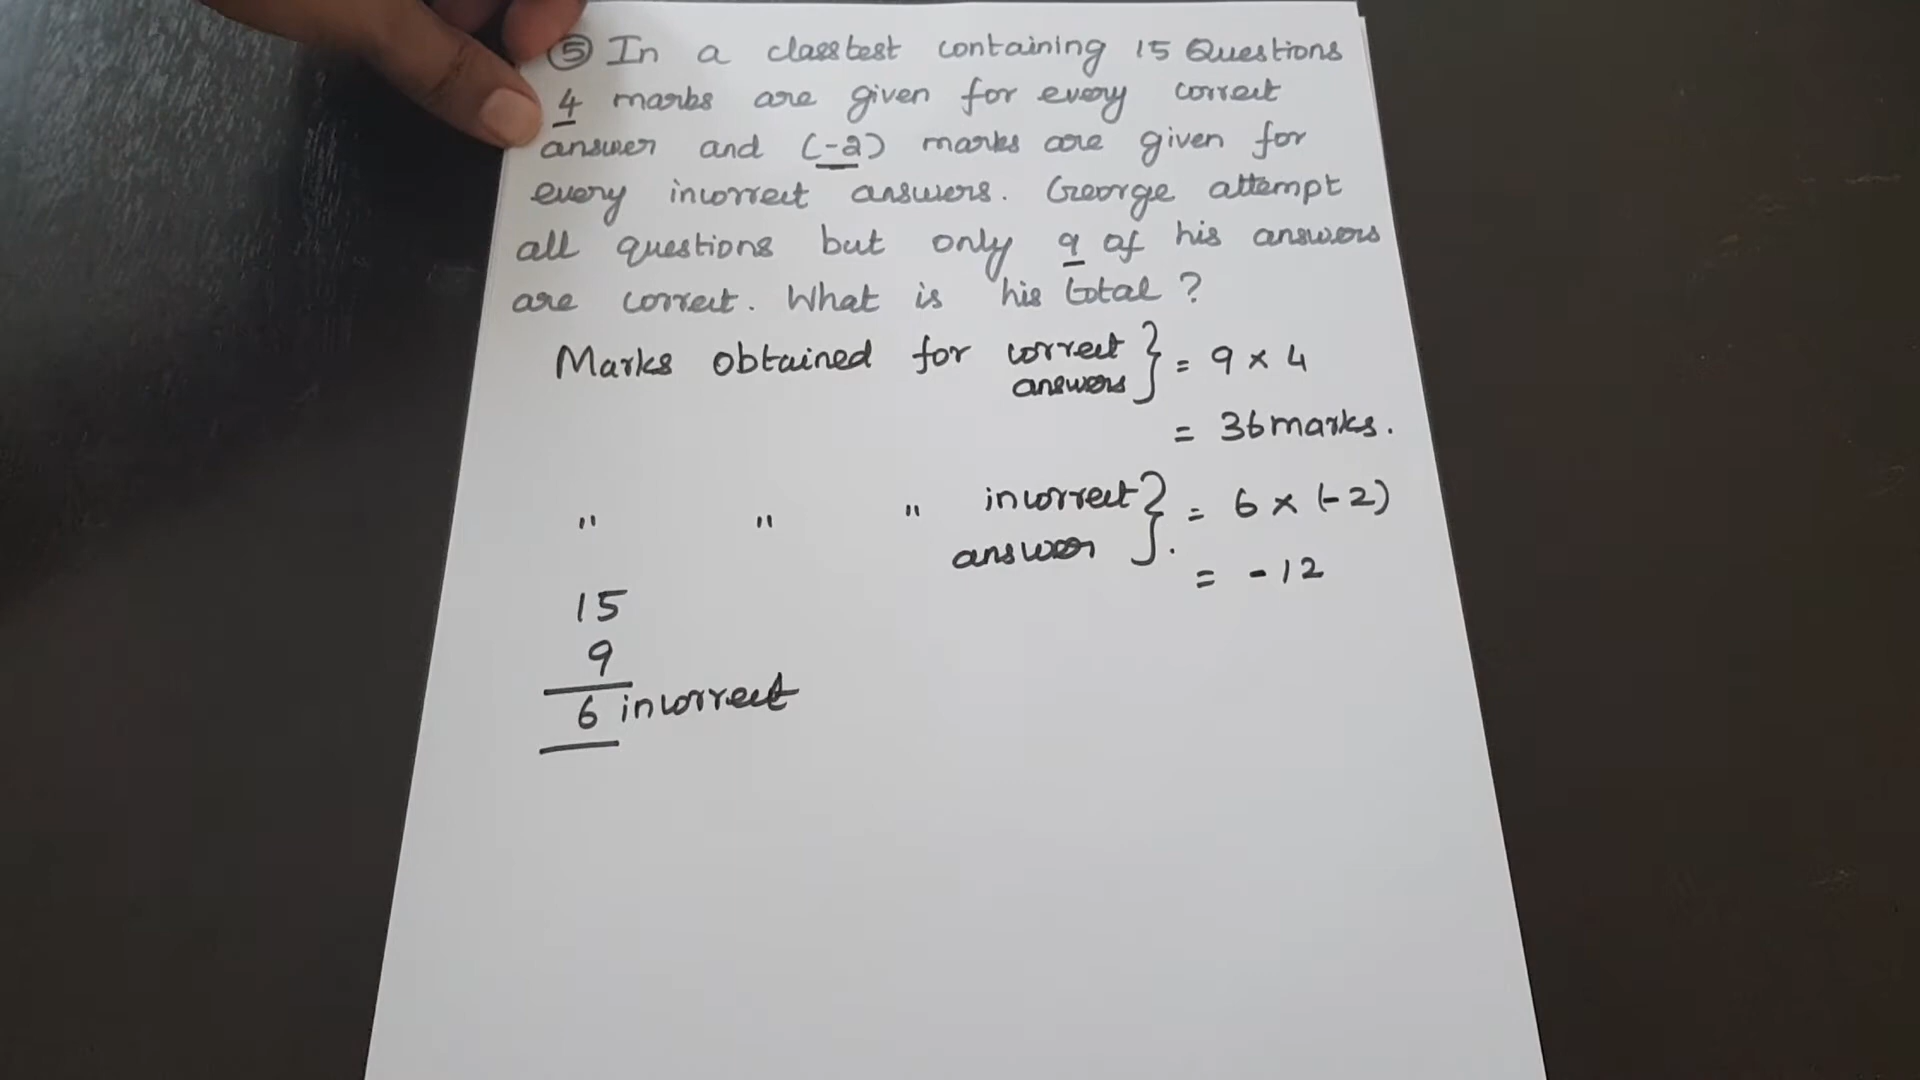 ⑤ In a classtest containing 15 Questions
4 marks are given for every correct
answer and (-2) marks are given for
every incorrect answers. George attempt
all questions but only 9 of his answers
are correct. What is his total ?
Marks obtained for correct answers } = 9 × 4
= 36 marks.
" " " incorrect answer } = 6 × (-2)
= -12
15
9
6 incorrect